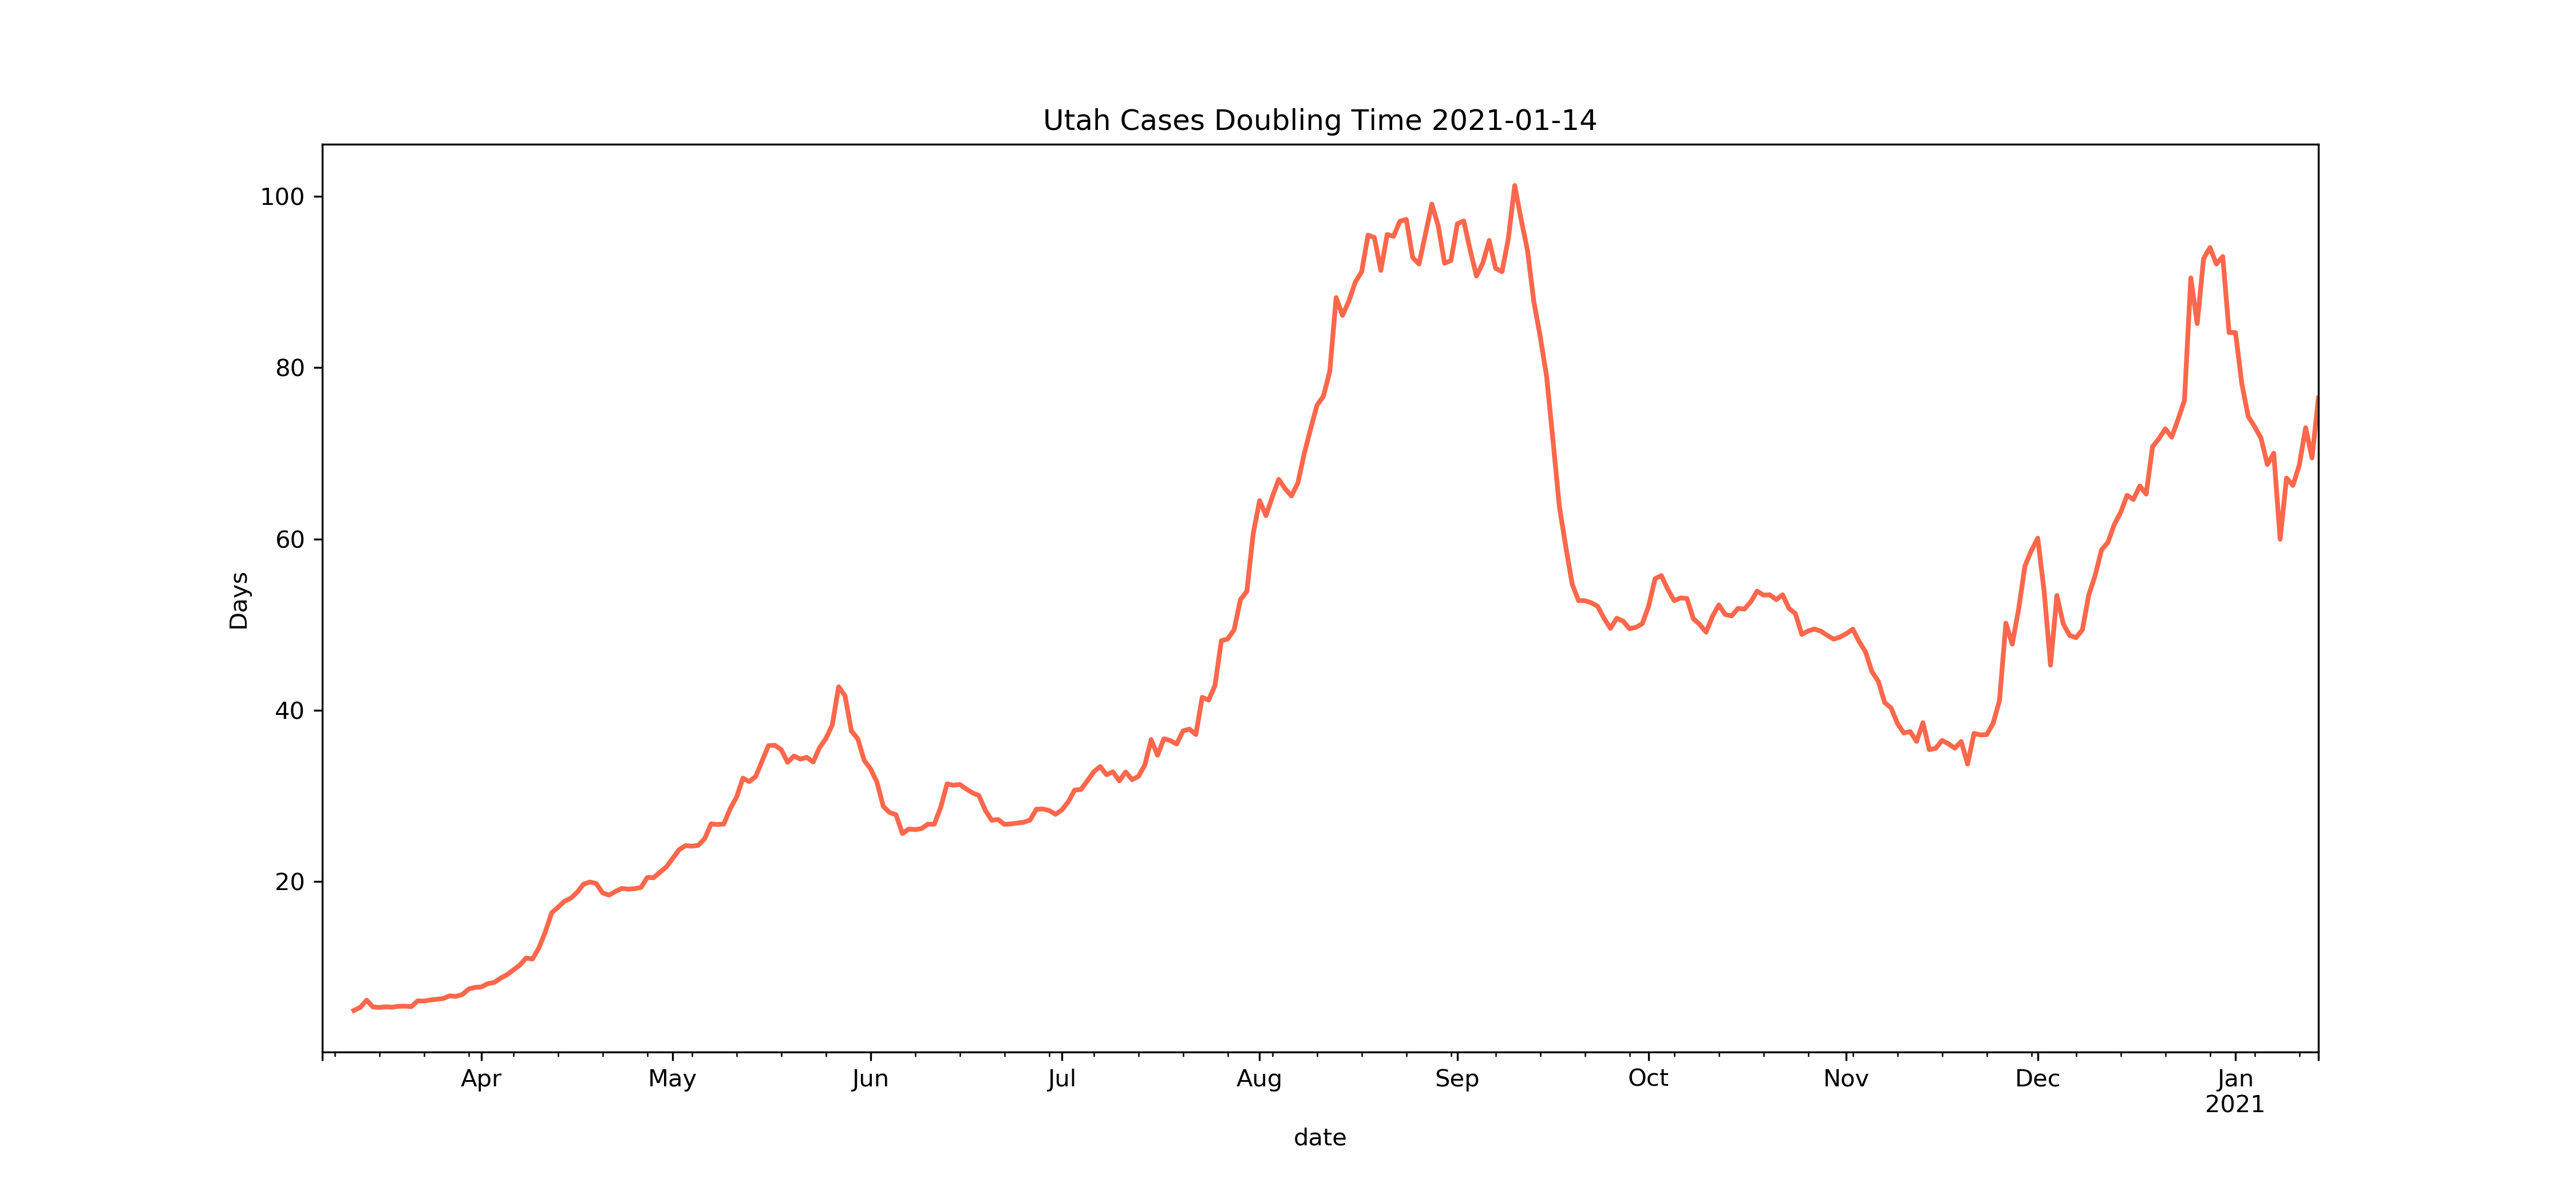 Utah Cases Doubling Time 2021-01-14
100
80
60
40
20
Days
Apr May Jun Jul Aug Sep Oct Nov Dec Jan
2021
date